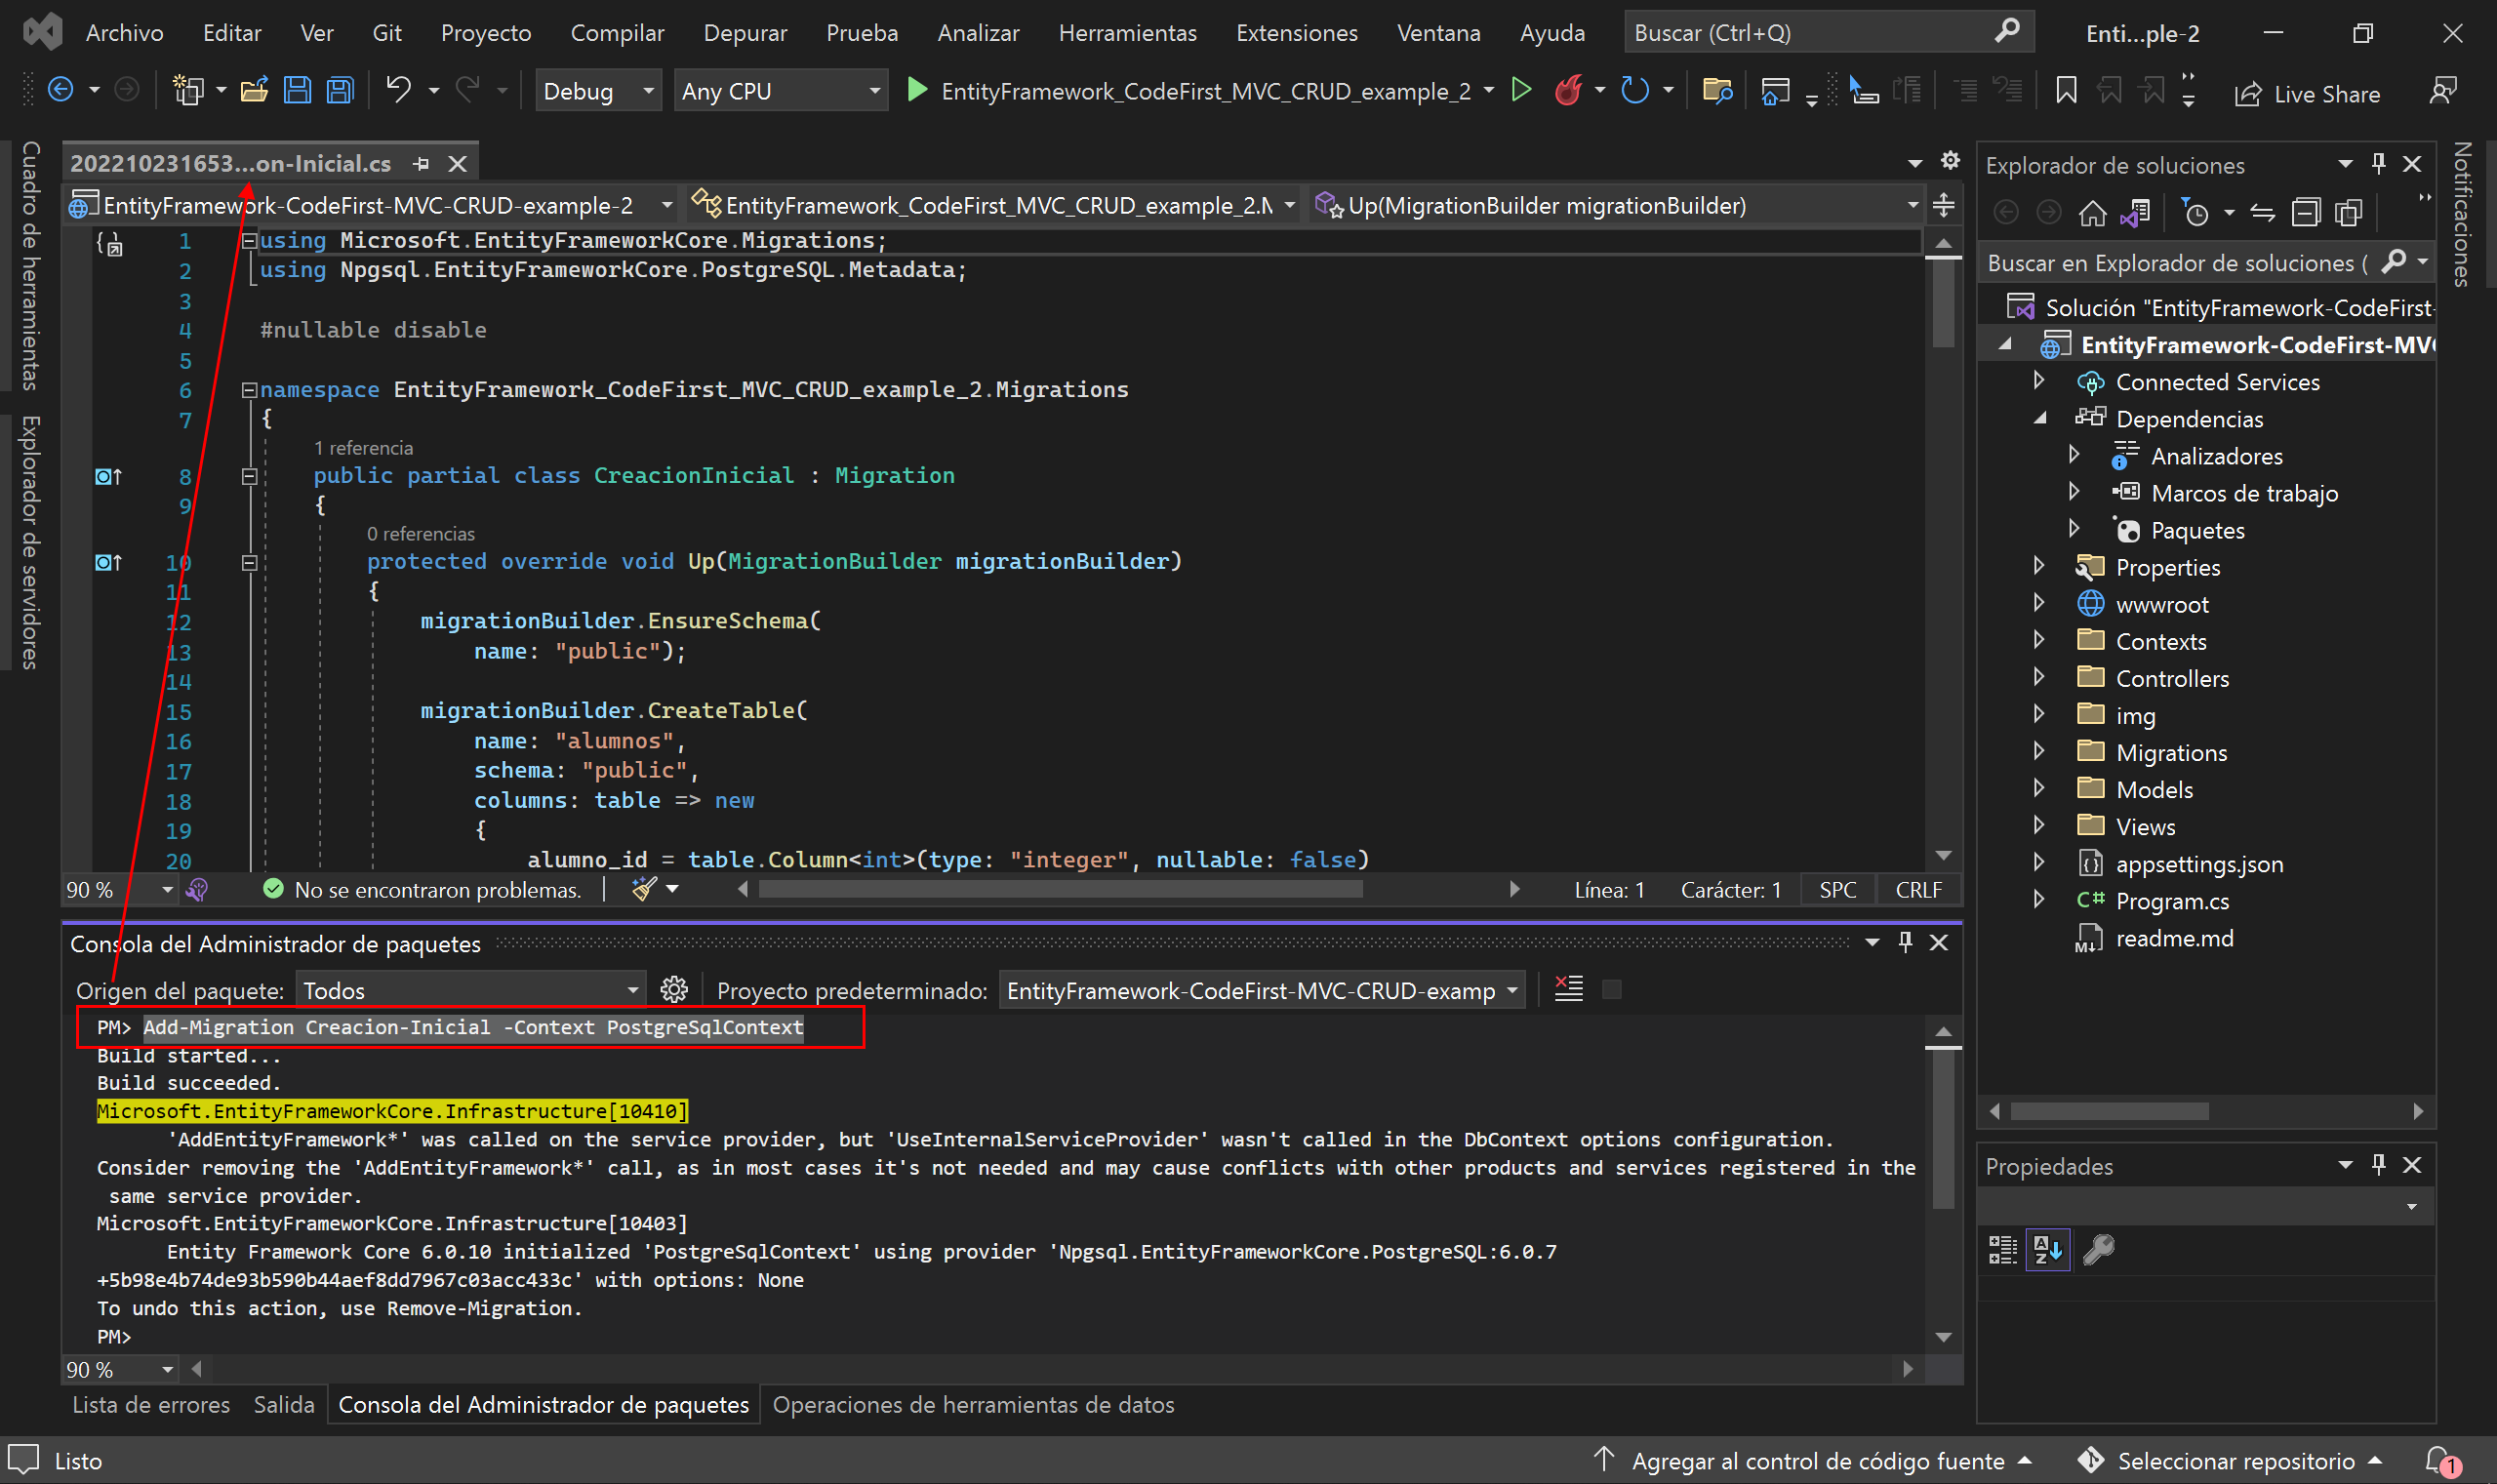 Archivo Editar Ver Git Proyecto Compilar Depurar Prueba Analizar Herramientas Extensiones Ventana Ayuda Buscar (Ctrl+Q) Enti...ple-2
Debug Any CPU EntityFramework_CodeFirst_MVC_CRUD_example_2 Live Share
Cuadro de herramientas
Explorador de servidores
202210231653...on-Inicial.cs
EntityFramework-CodeFirst-MVC-CRUD-example-2 EntityFramework_CodeFirst_MVC_CRUD_example_2.M Up(MigrationBuilder migrationBuilder)
1 using Microsoft.EntityFrameworkCore.Migrations;
2 using Npgsql.EntityFrameworkCore.PostgreSQL.Metadata;
3
4 #nullable disable
5
6 namespace EntityFramework_CodeFirst_MVC_CRUD_example_2.Migrations
7 {
1 referencia
8 public partial class CreacionInicial : Migration
9 {
0 referencias
10 protected override void Up(MigrationBuilder migrationBuilder)
11 {
12 migrationBuilder.EnsureSchema(
13 name: "public");
14
15 migrationBuilder.CreateTable(
16 name: "alumnos",
17 schema: "public",
18 columns: table => new
19 {
20 alumno_id = table.Column<int>(type: "integer", nullable: false)
90 % No se encontraron problemas. Línea: 1 Carácter: 1 SPC CRLF
Consola del Administrador de paquetes
Origen del paquete: Todos Proyecto predeterminado: EntityFramework-CodeFirst-MVC-CRUD-examp
PM> Add-Migration Creacion-Inicial -Context PostgreSqlContext
Build started...
Build succeeded.
Microsoft.EntityFrameworkCore.Infrastructure[10410]
'AddEntityFramework*' was called on the service provider, but 'UseInternalServiceProvider' wasn't called in the DbContext options configuration.
Consider removing the 'AddEntityFramework*' call, as in most cases it's not needed and may cause conflicts with other products and services registered in the
same service provider.
Microsoft.EntityFrameworkCore.Infrastructure[10403]
Entity Framework Core 6.0.10 initialized 'PostgreSqlContext' using provider 'Npgsql.EntityFrameworkCore.PostgreSQL:6.0.7
+5b98e4b74de93b590b44aef8dd7967c03acc433c' with options: None
To undo this action, use Remove-Migration.
PM>
90 %
Lista de errores Salida Consola del Administrador de paquetes Operaciones de herramientas de datos
Explorador de soluciones
Buscar en Explorador de soluciones (
Solución "EntityFramework-CodeFirst-
EntityFramework-CodeFirst-MVC
Connected Services
Dependencias
Analizadores
Marcos de trabajo
Paquetes
Properties
wwwroot
Contexts
Controllers
img
Migrations
Models
Views
appsettings.json
C# Program.cs
readme.md
Propiedades
Notificaciones
Listo Agregar al control de código fuente Seleccionar repositorio 1